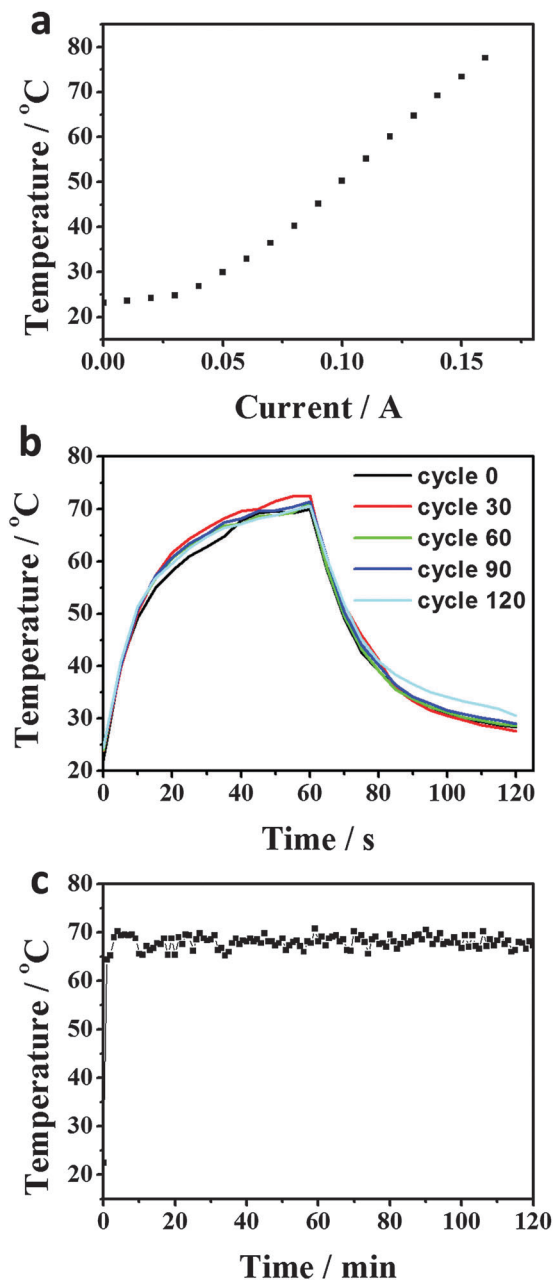 a
80
70
60
50
40
30
20
Temperature / °C
0.00 0.05 0.10 0.15
Current / A
b
80
70
60
50
40
30
20
Temperature / °C
cycle 0
cycle 30
cycle 60
cycle 90
cycle 120
0 20 40 60 80 100 120
Time / s
c
80
70
60
50
40
30
20
Temperature / °C
0 20 40 60 80 100 120
Time / min